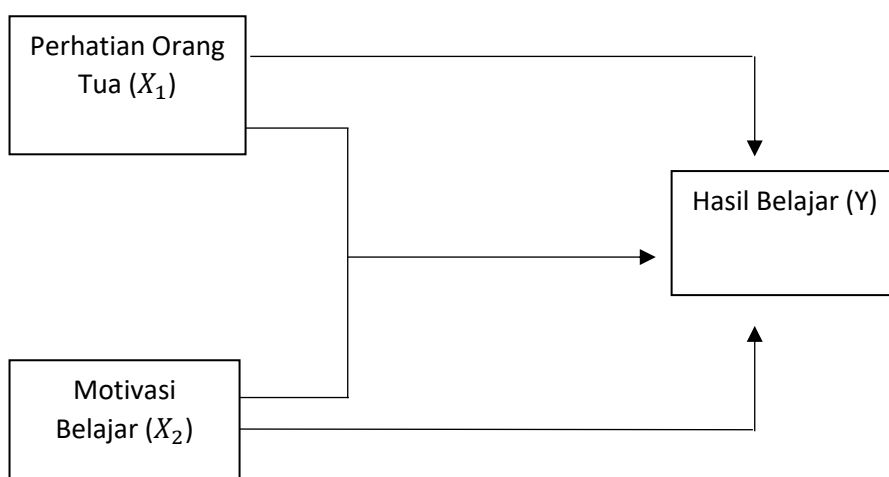 Perhatian Orang
Tua (𝑋₁)
Hasil Belajar (Y)
Motivasi
Belajar (𝑋₂)